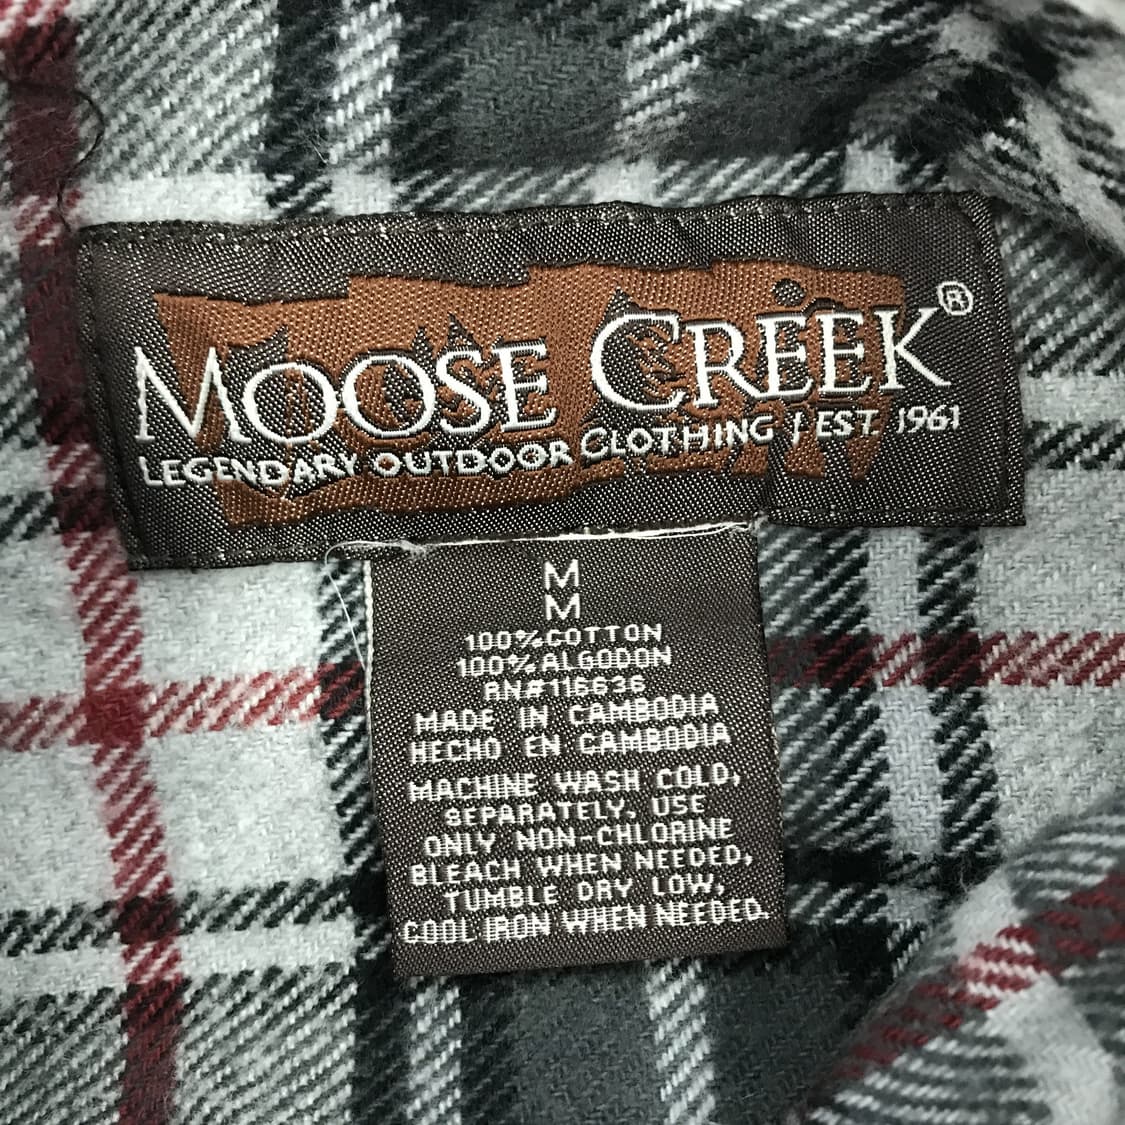 MOOSE CREEK®
LEGENDARY OUTDOOR CLOTHING | EST. 1961
M
M
100% COTTON
100% ALGODON
RN# 116636
MADE IN CAMBODIA
HECHO EN CAMBODIA
MACHINE WASH COLD,
SEPARATELY, USE
ONLY NON-CHLORINE
BLEACH WHEN NEEDED,
TUMBLE DRY LOW,
COOL IRON WHEN NEEDED.